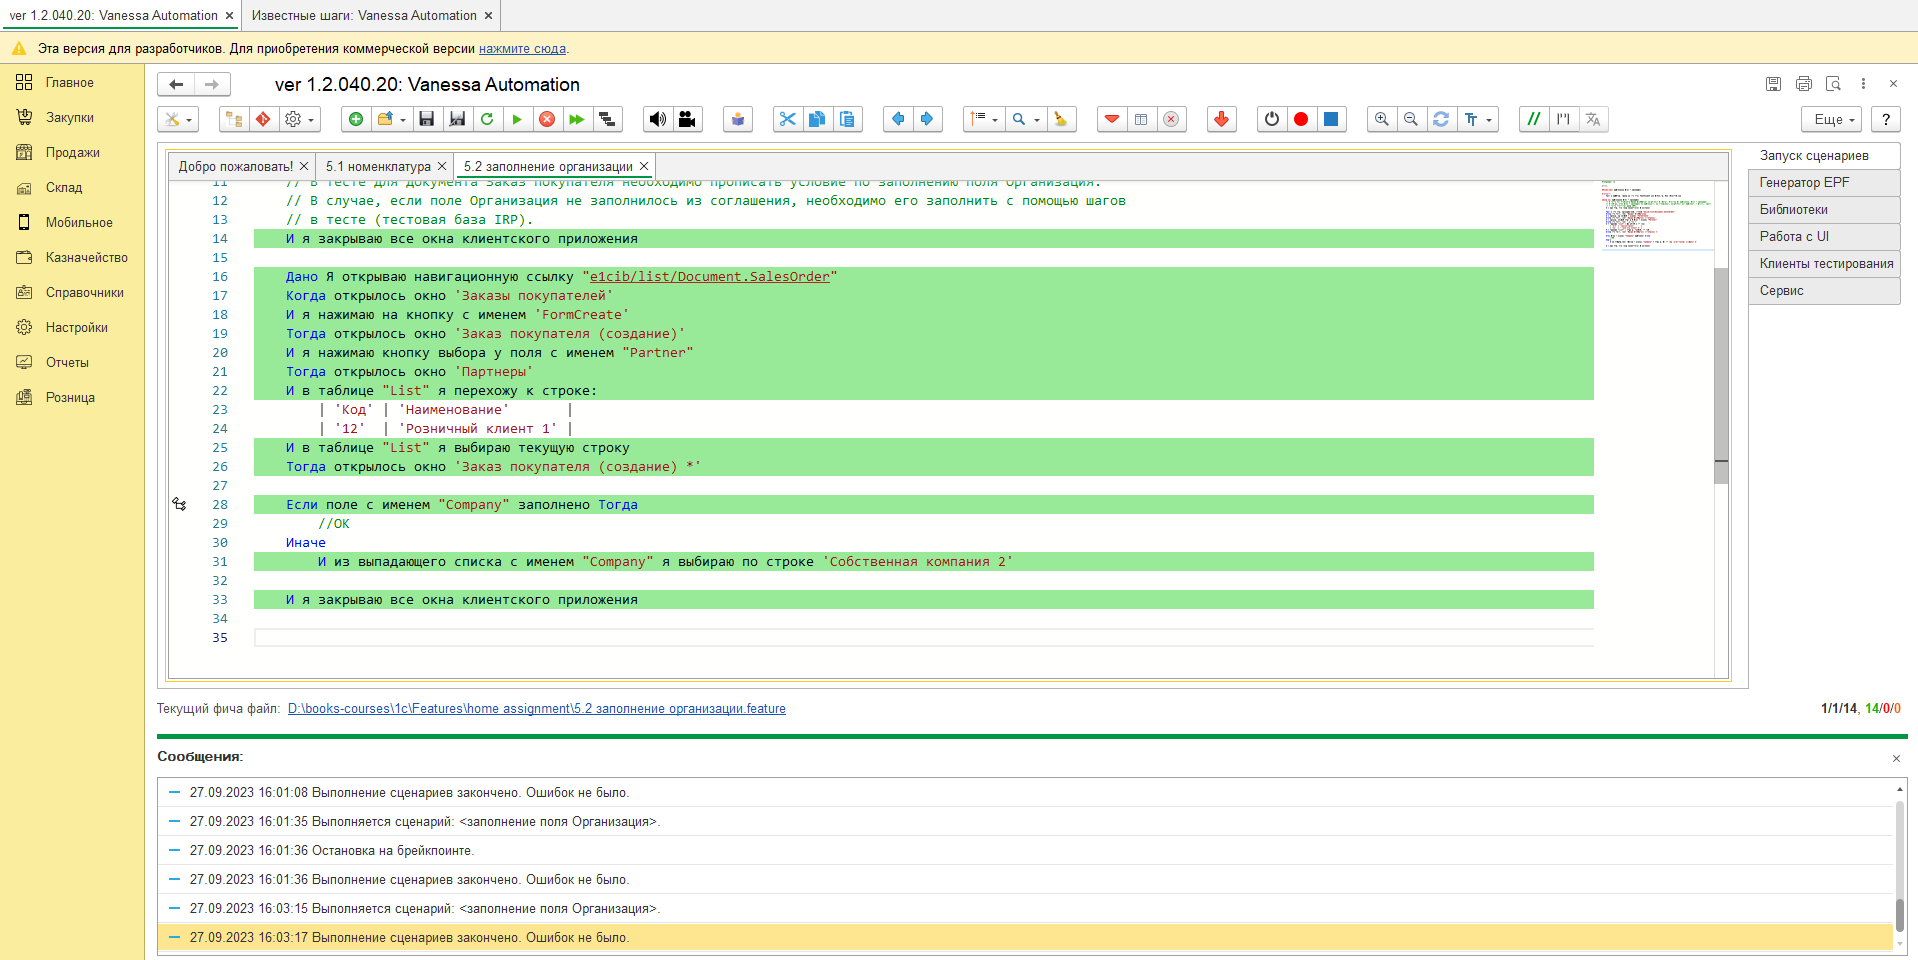 ver 1.2.040.20: Vanessa Automation × Известные шаги: Vanessa Automation ×
Эта версия для разработчиков. Для приобретения коммерческой версии нажмите сюда.
Главное
Закупки
Продажи
Склад
Мобильное
Казначейство
Справочники
Настройки
Отчеты
Розница
ver 1.2.040.20: Vanessa Automation
Еще
?
Добро пожаловать! × 5.1 номенклатура × 5.2 заполнение организации ×
11 // В тесте для документа Заказ покупателя необходимо прописать условие по заполнению поля Организация.
12 // В случае, если поле Организация не заполнилось из соглашения, необходимо его заполнить с помощью шагов
13 // в тесте (тестовая база IRP).
14 И я закрываю все окна клиентского приложения
15
16 Дано Я открываю навигационную ссылку "e1cib/list/Document.SalesOrder"
17 Когда открылось окно 'Заказы покупателей'
18 И я нажимаю на кнопку с именем 'FormCreate'
19 Тогда открылось окно 'Заказ покупателя (создание)'
20 И я нажимаю кнопку выбора у поля с именем "Partner"
21 Тогда открылось окно 'Партнеры'
22 И в таблице "List" я перехожу к строке:
23 | 'Код' | 'Наименование' |
24 | '12' | 'Розничный клиент 1' |
25 И в таблице "List" я выбираю текущую строку
26 Тогда открылось окно 'Заказ покупателя (создание) *'
27
28 Если поле с именем "Company" заполнено Тогда
29 //ОК
30 Иначе
31 И из выпадающего списка с именем "Company" я выбираю по строке 'Собственная компания 2'
32
33 И я закрываю все окна клиентского приложения
34
35
Запуск сценариев
Генератор EPF
Библиотеки
Работа с UI
Клиенты тестирования
Сервис
Текущий фича файл: D:\books-courses\1c\Features\home assignment\5.2 заполнение организации.feature
1/1/14, 14/0/0
Сообщения:
27.09.2023 16:01:08 Выполнение сценариев закончено. Ошибок не было.
27.09.2023 16:01:35 Выполняется сценарий: <заполнение поля Организация>.
27.09.2023 16:01:36 Остановка на брейкпоинте.
27.09.2023 16:01:36 Выполнение сценариев закончено. Ошибок не было.
27.09.2023 16:03:15 Выполняется сценарий: <заполнение поля Организация>.
27.09.2023 16:03:17 Выполнение сценариев закончено. Ошибок не было.